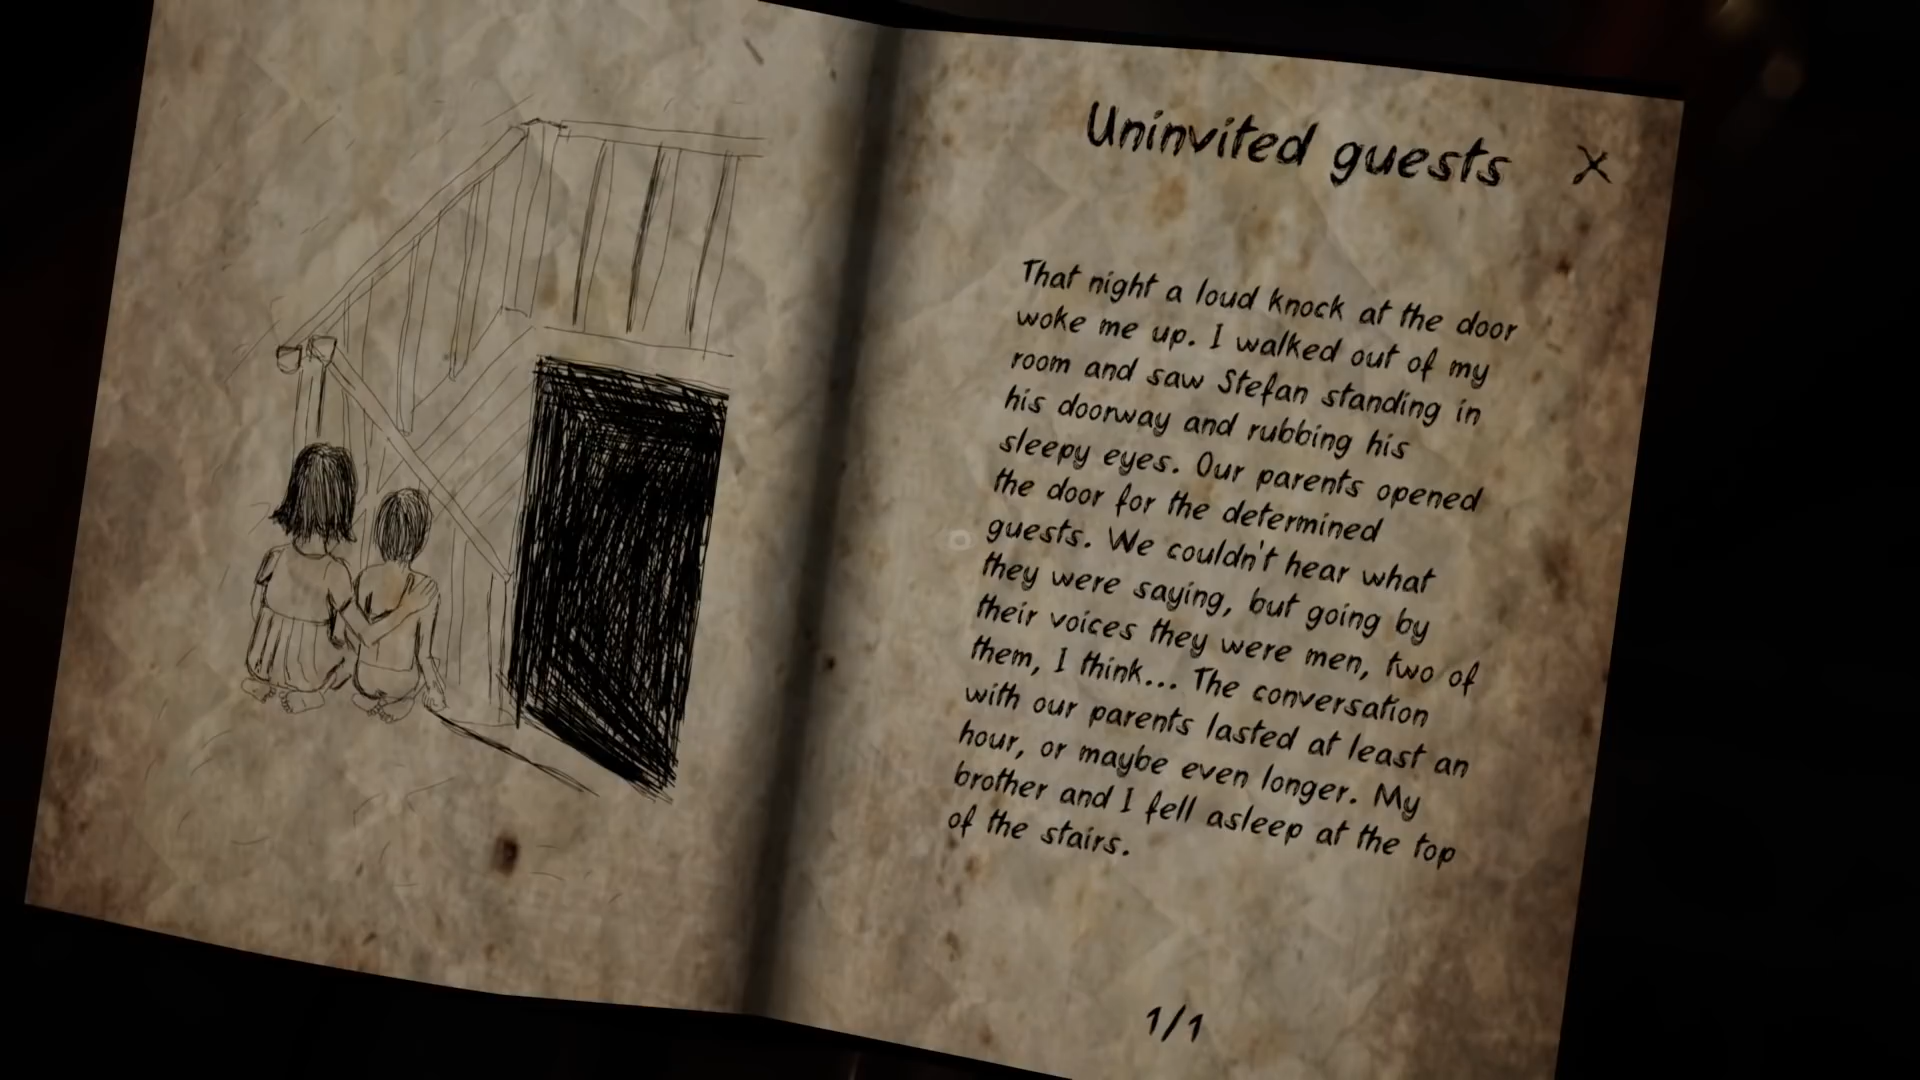 Uninvited guests
X
That night a loud knock at the door
woke me up. I walked out of my
room and saw Stefan standing in
his doorway and rubbing his
sleepy eyes. Our parents opened
the door for the determined
guests. We couldn't hear what
they were saying, but going by
their voices they were men, two of
them, I think... The conversation
with our parents lasted at least an
hour, or maybe even longer. My
brother and I fell asleep at the top
of the stairs.
1/1